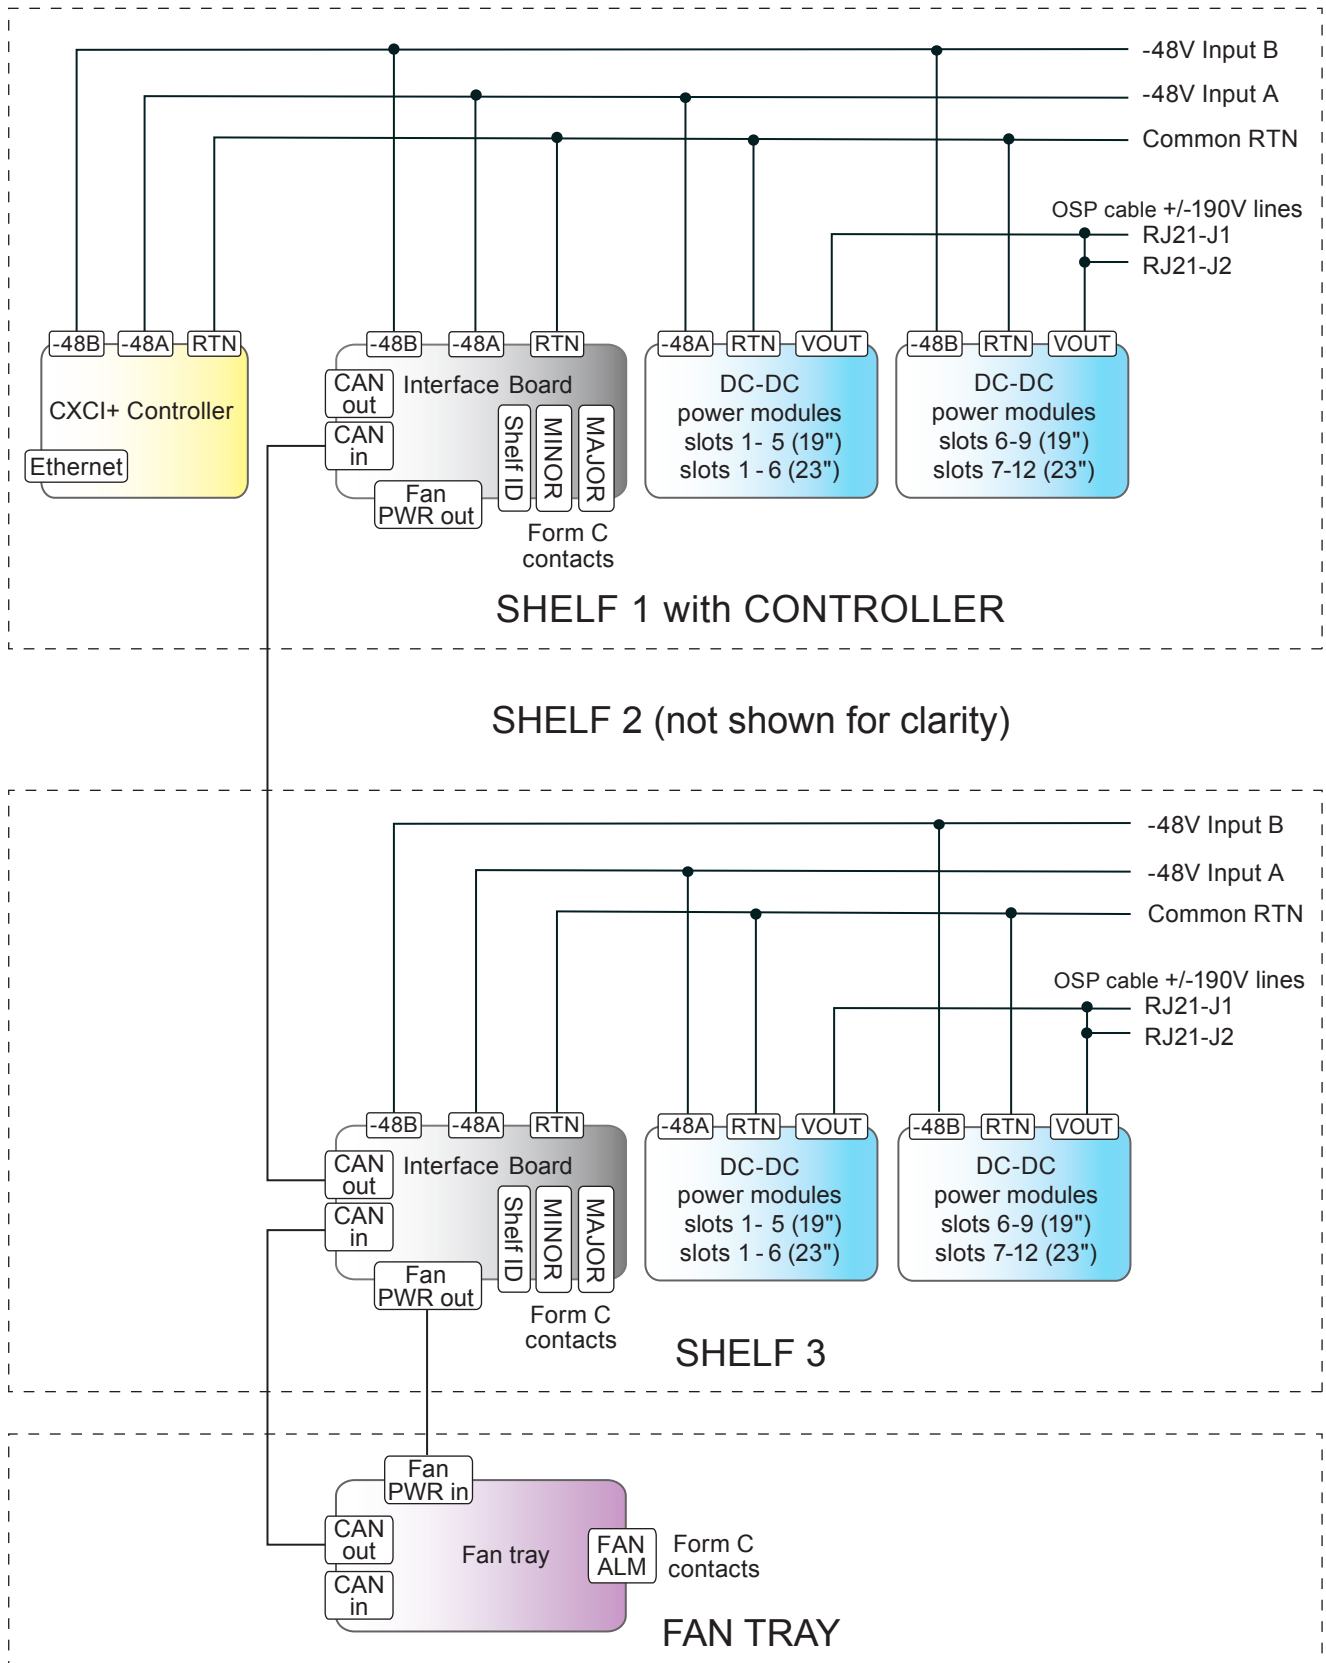 -48V Input B
-48V Input A
Common RTN
OSP cable +/-190V lines
RJ21-J1
RJ21-J2
-48B
-48A
RTN
CXCI+ Controller
Ethernet
-48B
-48A
RTN
CAN
out
CAN
in
Interface Board
Shelf ID
MINOR
MAJOR
Fan
PWR out
Form C
contacts
-48A
RTN
VOUT
DC-DC
power modules
slots 1- 5 (19")
slots 1 - 6 (23")
-48B
RTN
VOUT
DC-DC
power modules
slots 6-9 (19")
slots 7-12 (23")
SHELF 1 with CONTROLLER
SHELF 2 (not shown for clarity)
-48V Input B
-48V Input A
Common RTN
OSP cable +/-190V lines
RJ21-J1
RJ21-J2
-48B
-48A
RTN
CAN
out
CAN
in
Interface Board
Shelf ID
MINOR
MAJOR
Fan
PWR out
Form C
contacts
-48A
RTN
VOUT
DC-DC
power modules
slots 1- 5 (19")
slots 1 - 6 (23")
-48B
RTN
VOUT
DC-DC
power modules
slots 6-9 (19")
slots 7-12 (23")
SHELF 3
Fan
PWR in
CAN
out
CAN
in
Fan tray
FAN
ALM
Form C
contacts
FAN TRAY